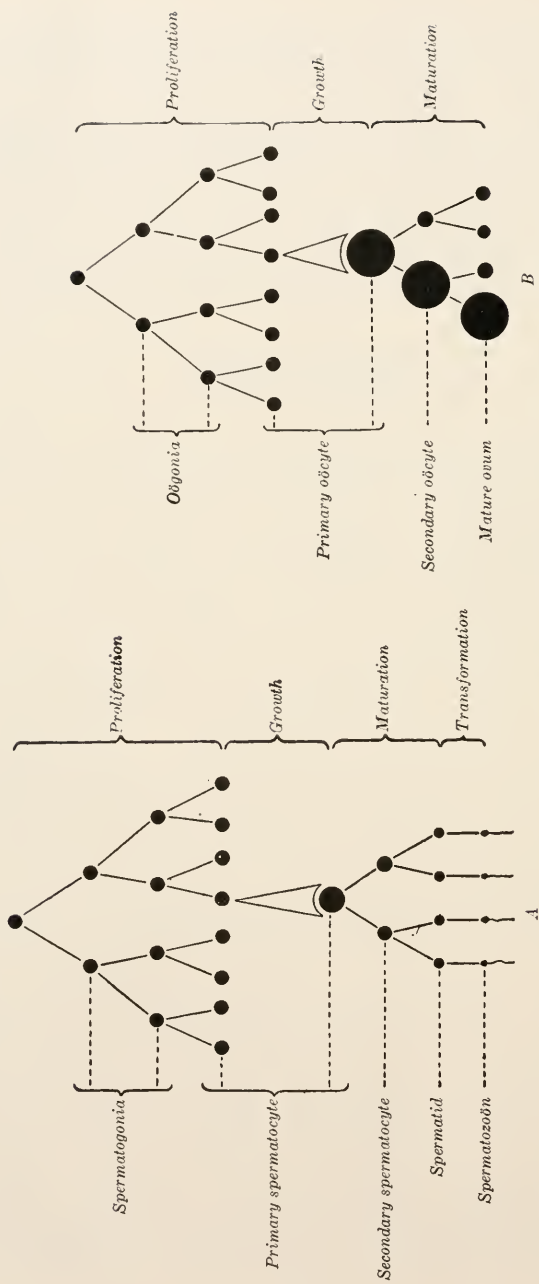 Spermatogonia
Primary spermatocyte
Secondary spermatocyte
Spermatid
Spermatozoön
Proliferation
Growth
Maturation
Transformation
A
Oögonia
Primary oöcyte
Secondary oöcyte
Mature ovum
Proliferation
Growth
Maturation
B